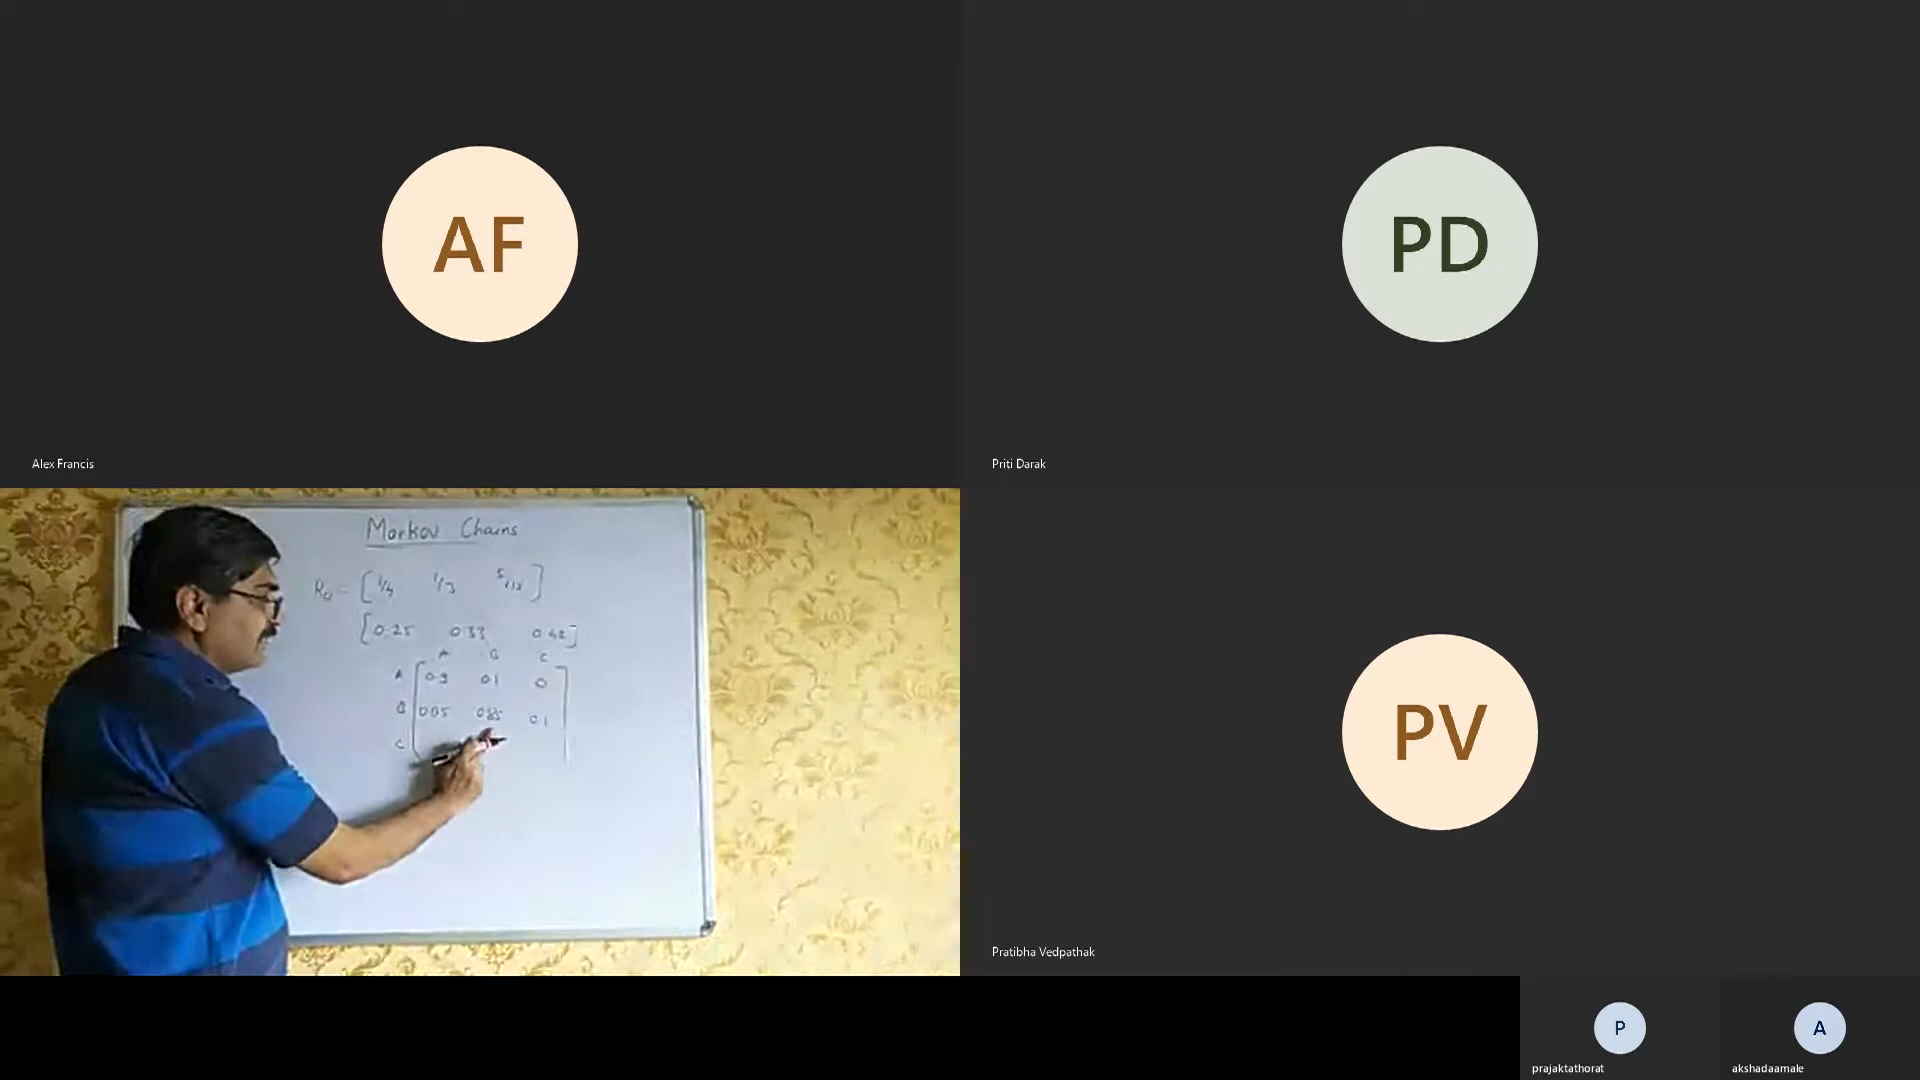 AF
Alex Francis
PD
Priti Darak
Markov Chains
R₀ = [ 1/4 1/3 5/12 ]
[ 0.25 0.33 0.42 ]
A B C
A [ 0.9 0.1 0 ]
B 0.05 0.85 0.1
C
PV
Pratibha Vedpathak
P
prajaktathorat
A
akshadaamale